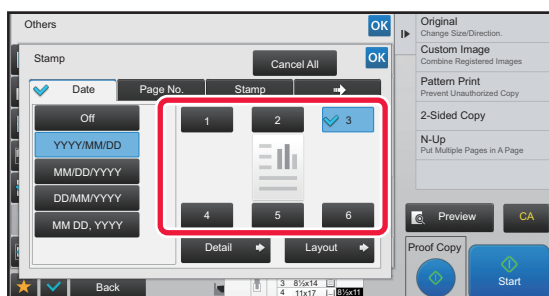 Others
OK
Stamp
Cancel All
OK
Date
Page No.
Stamp
Off
YYYY/MM/DD
MM/DD/YYYY
DD/MM/YYYY
MM DD, YYYY
1
2
3
4
5
6
Detail
Layout
Back
3 8½x14
4 11x17
8½x11
Original
Change Size/Direction.
Custom Image
Combine Registered Images
Pattern Print
Prevent Unauthorized Copy
2-Sided Copy
N-Up
Put Multiple Pages in A Page
Preview
CA
Proof Copy
Start